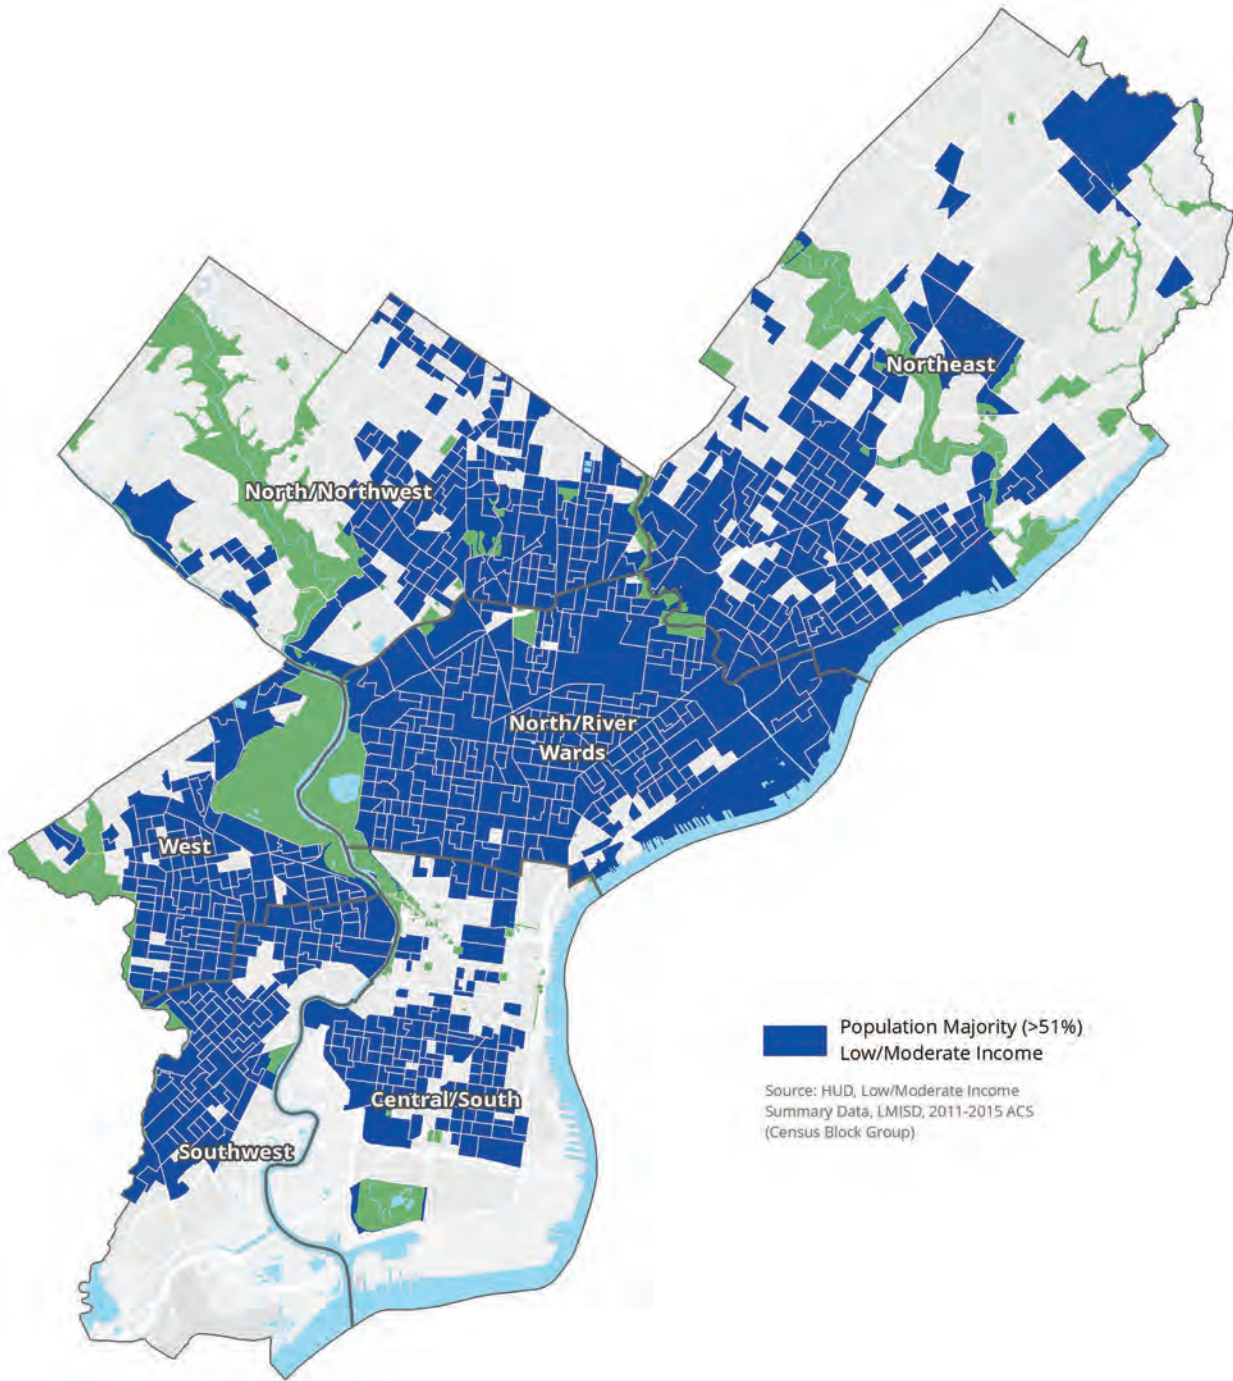 Northeast
North/Northwest
North/River
Wards
West
Central/South
Southwest
Population Majority (>51%)
Low/Moderate Income
Source: HUD, Low/Moderate Income
Summary Data, LMISD, 2011-2015 ACS
(Census Block Group)